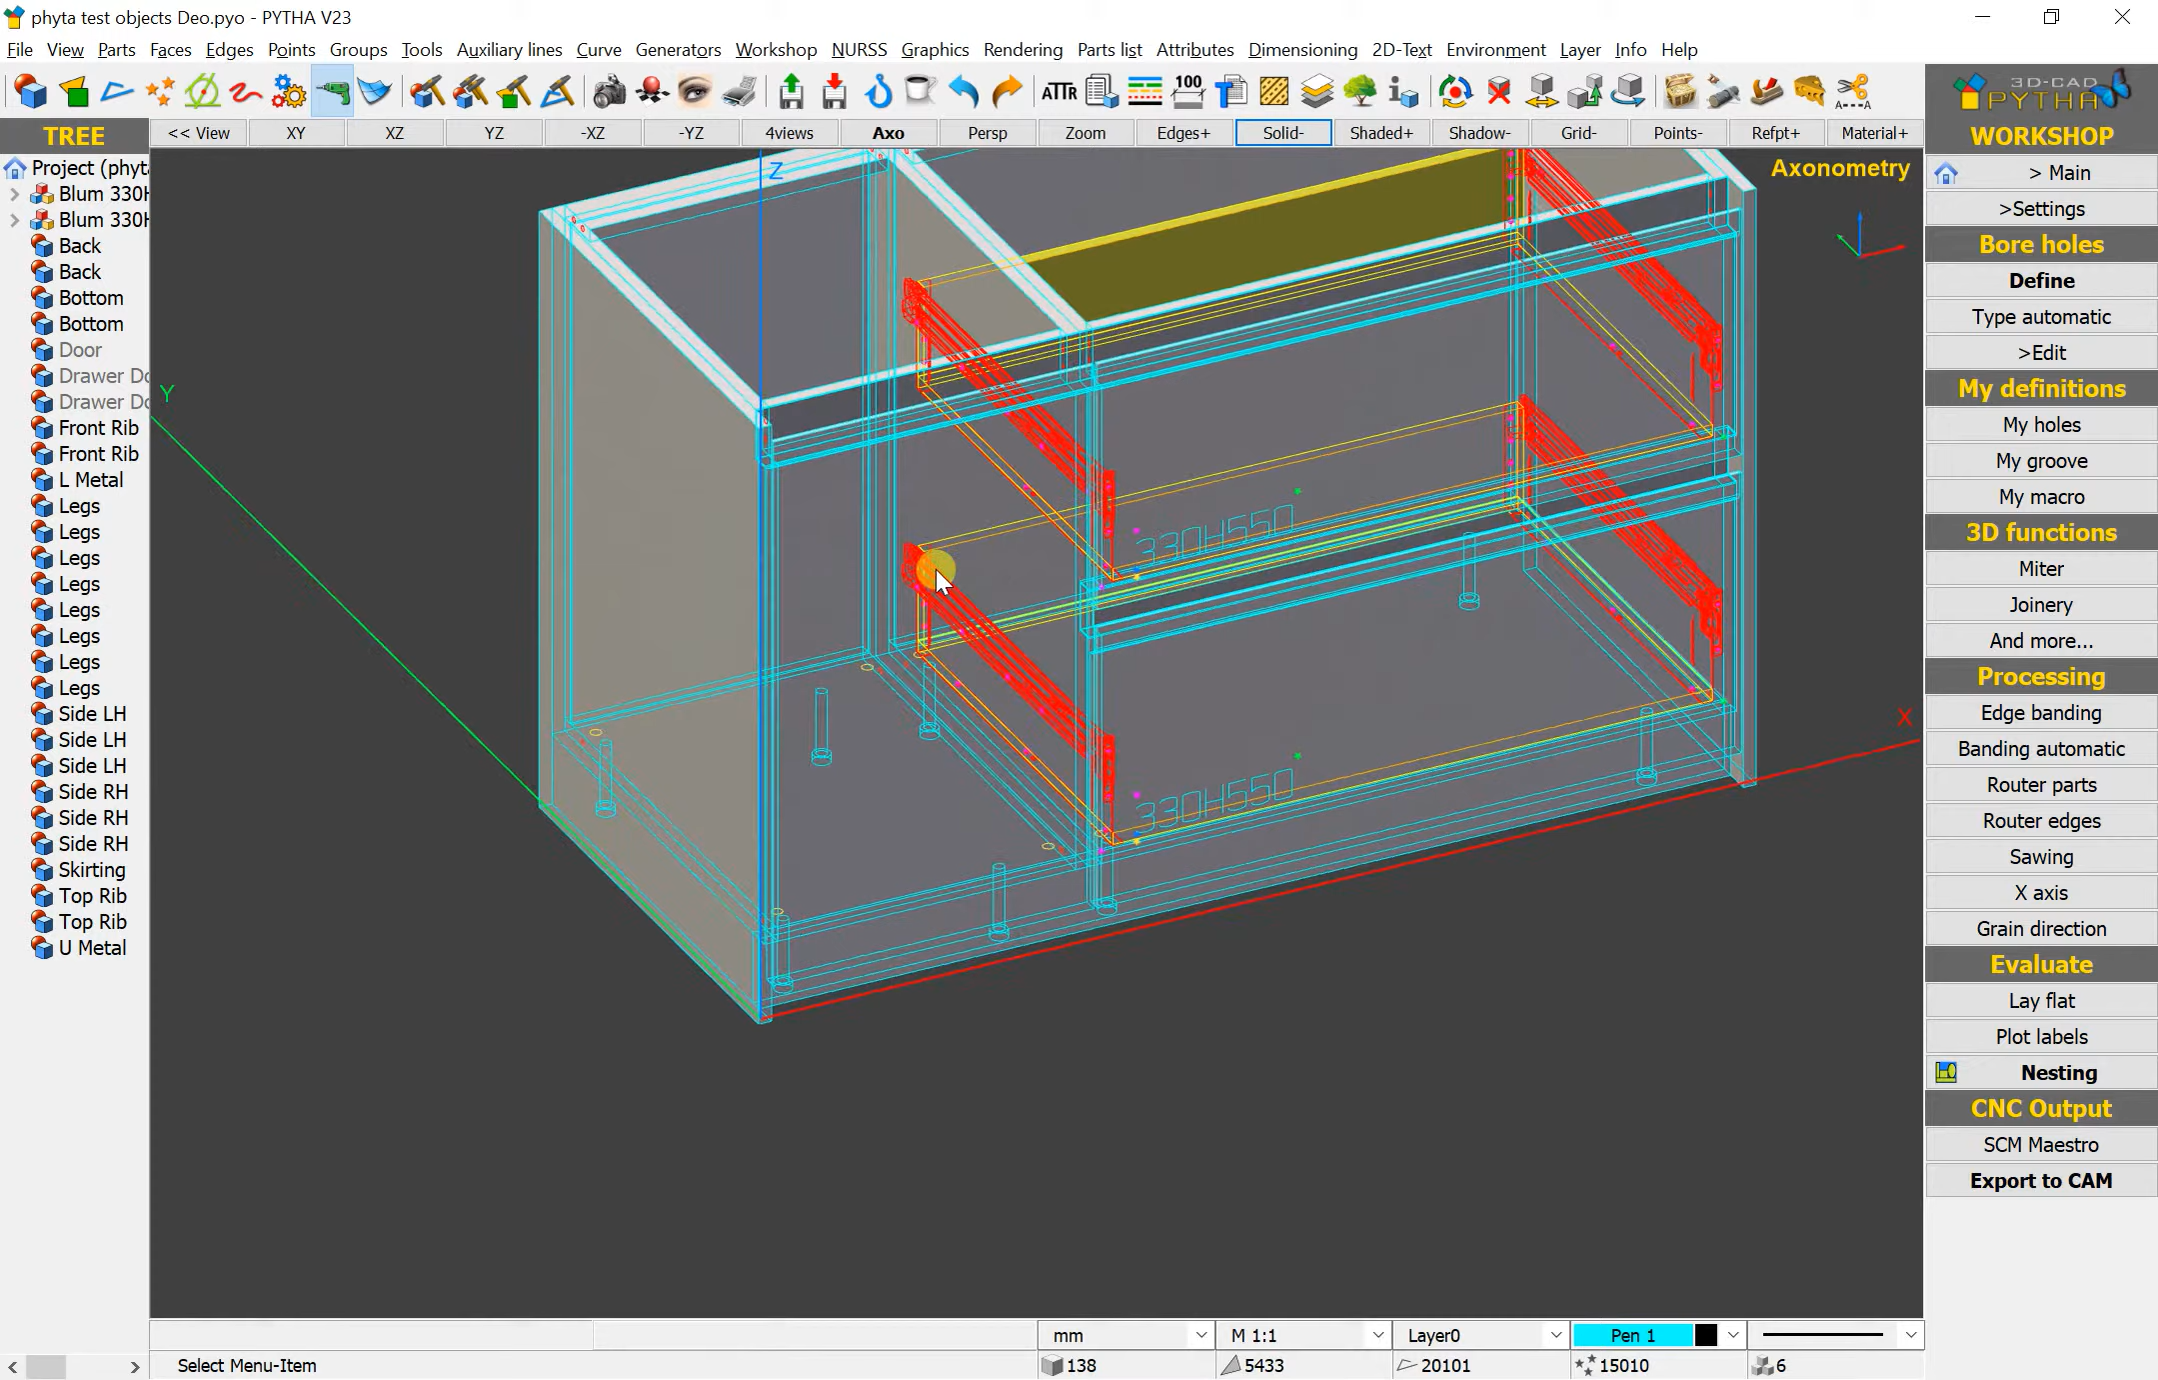 phyta test objects Deo.pyo - PYTHA V23
File View Parts Faces Edges Points Groups Tools Auxiliary lines Curve Generators Workshop NURSS Graphics Rendering Parts list Attributes Dimensioning 2D-Text Environment Layer Info Help
ATTR 100 A----A
3D-CAD
PYTHA
TREE << View XY XZ YZ -XZ -YZ 4views Axo Persp Zoom Edges+ Solid- Shaded+ Shadow- Grid- Points- Refpt+ Material+
WORKSHOP
Project (phyta
Blum 330H
Blum 330H
Back
Back
Bottom
Bottom
Door
Drawer Do
Drawer Do
Front Rib
Front Rib
L Metal
Legs
Legs
Legs
Legs
Legs
Legs
Legs
Legs
Side LH
Side LH
Side LH
Side RH
Side RH
Side RH
Skirting
Top Rib
Top Rib
U Metal
Axonometry
Z
Y
X
330H550
330H550
> Main
>Settings
Bore holes
Define
Type automatic
>Edit
My definitions
My holes
My groove
My macro
3D functions
Miter
Joinery
And more...
Processing
Edge banding
Banding automatic
Router parts
Router edges
Sawing
X axis
Grain direction
Evaluate
Lay flat
Plot labels
Nesting
CNC Output
SCM Maestro
Export to CAM
mm M 1:1 Layer0 Pen 1
Select Menu-Item 138 5433 20101 15010 6